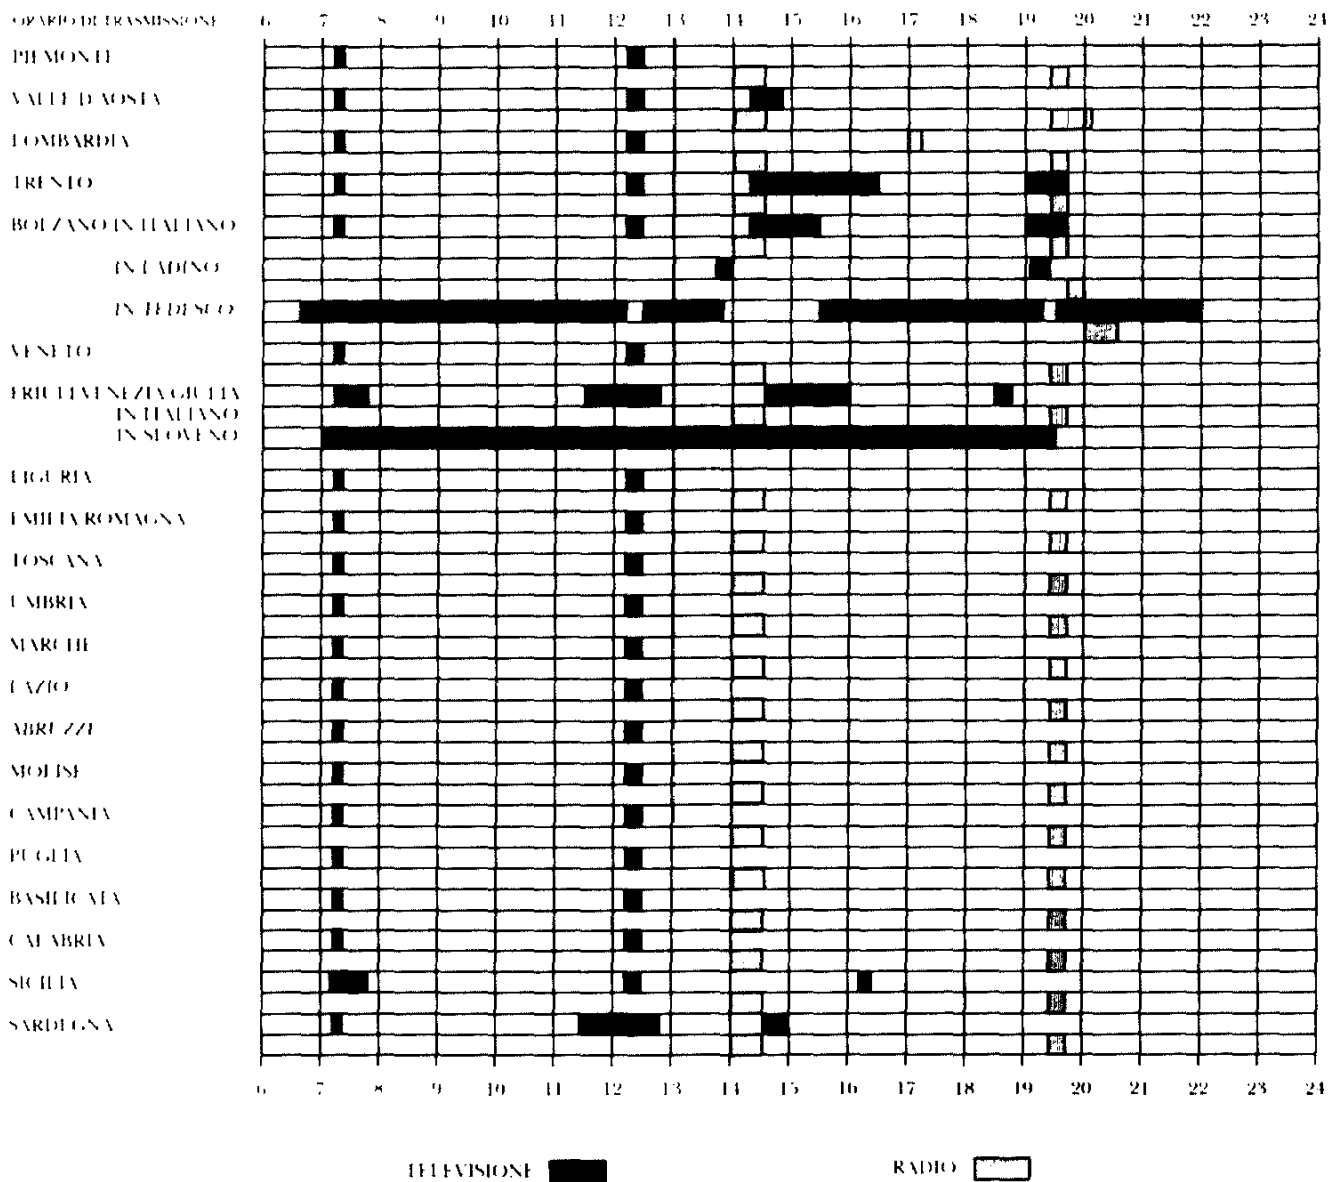 ORARIO DI TRASMISSIONE 6 7 8 9 10 11 12 13 14 15 16 17 18 19 20 21 22 23 24
PIEMONTE
VALLE D'AOSTA
LOMBARDIA
TRENTO
BOLZANO IN ITALIANO
IN LADINO
IN TEDESCO
VENETO
FRIULI VENEZIA GIULIA
IN ITALIANO
IN SLOVENO
LIGURIA
EMILIA ROMAGNA
TOSCANA
UMBRIA
MARCHE
LAZIO
ABRUZZE
MOLISE
CAMPANIA
PUGLIA
BASILICATA
CALABRIA
SICILIA
SARDEGNA
6 7 8 9 10 11 12 13 14 15 16 17 18 19 20 21 22 23 24
TELEVISIONE RADIO